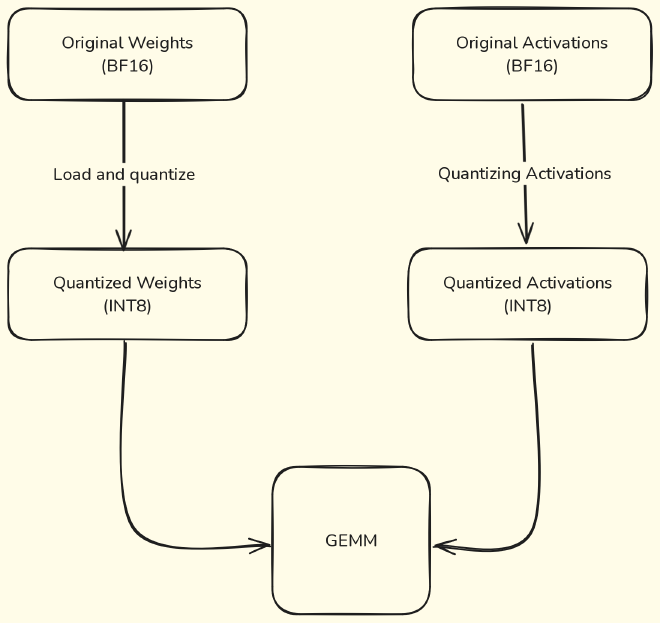 Original Weights
(BF16)
Original Activations
(BF16)
Load and quantize
Quantizing Activations
Quantized Weights
(INT8)
Quantized Activations
(INT8)
GEMM